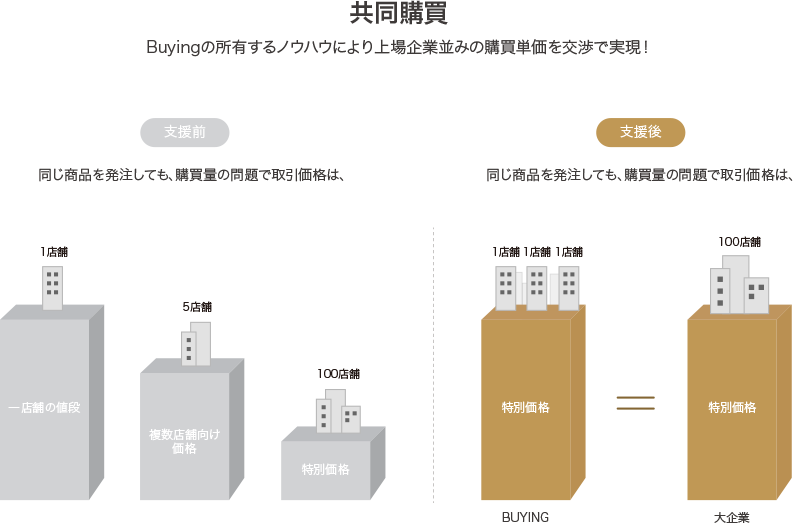 共同購買
Buyingの所有するノウハウにより上場企業並みの購買単価を交渉で実現！
支援前
同じ商品を発注しても、購買量の問題で取引価格は、
1店舗
一店舗の値段
5店舗
複数店舗向け
価格
100店舗
特別価格
支援後
同じ商品を発注しても、購買量の問題で取引価格は、
1店舗 1店舗 1店舗
特別価格
BUYING
100店舗
特別価格
大企業